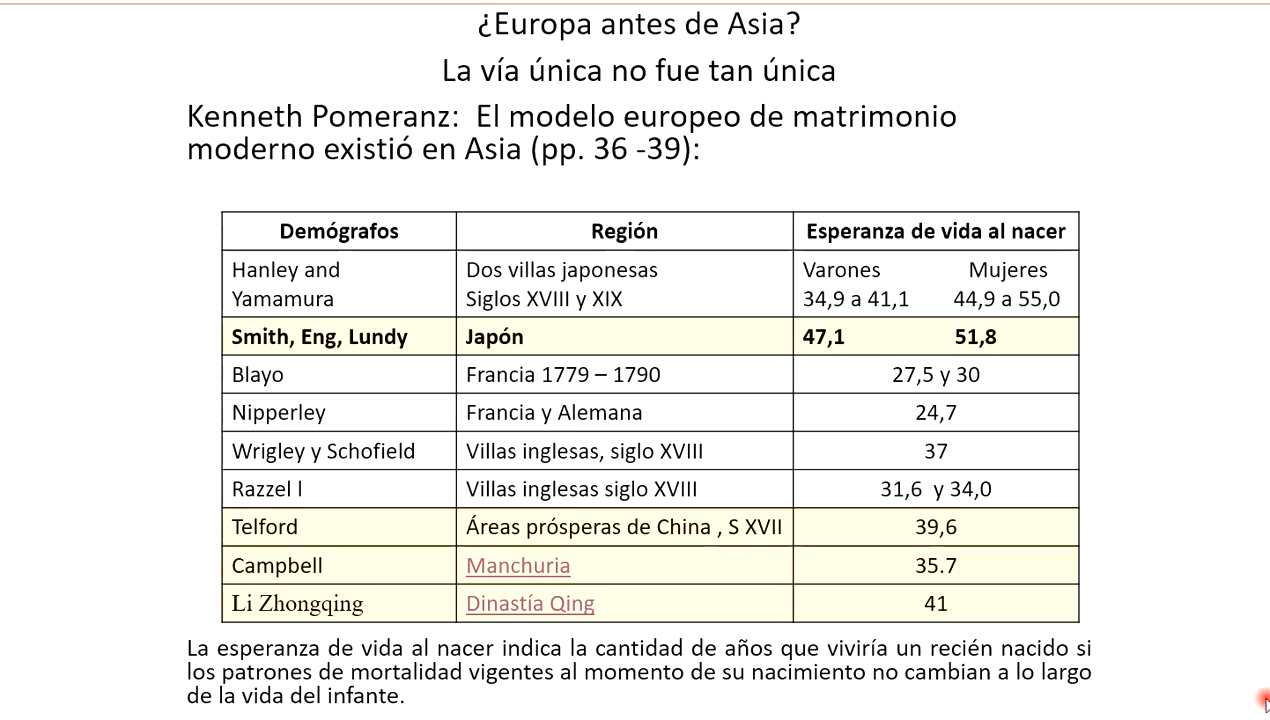 ¿Europa antes de Asia?
La vía única no fue tan única
Kenneth Pomeranz: El modelo europeo de matrimonio
moderno existió en Asia (pp. 36 -39):
Demógrafos Región Esperanza de vida al nacer
Hanley and Dos villas japonesas Varones Mujeres
Yamamura Siglos XVIII y XIX 34,9 a 41,1 44,9 a 55,0
Smith, Eng, Lundy Japón 47,1 51,8
Blayo Francia 1779 – 1790 27,5 y 30
Nipperley Francia y Alemana 24,7
Wrigley y Schofield Villas inglesas, siglo XVIII 37
Razzel l Villas inglesas siglo XVIII 31,6 y 34,0
Telford Áreas prósperas de China , S XVII 39,6
Campbell Manchuria 35.7
Li Zhongqing Dinastía Qing 41
La esperanza de vida al nacer indica la cantidad de años que viviría un recién nacido si
los patrones de mortalidad vigentes al momento de su nacimiento no cambian a lo largo
de la vida del infante.